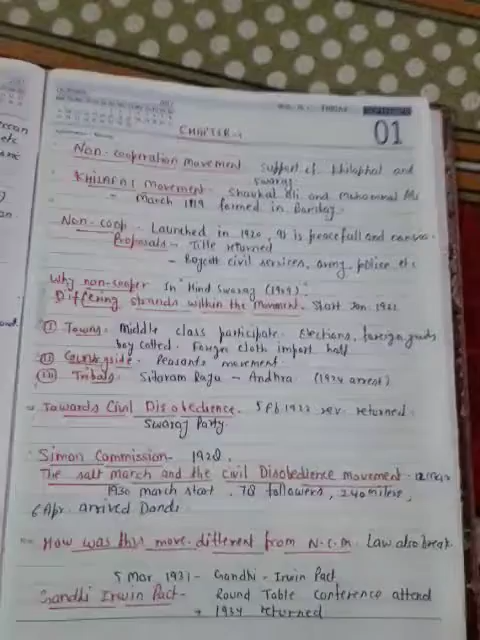 FRIDAY
01
CHAPTER-1
Non-cooperation movement support of khilaphat and
swaraj
KHILAFAT Movement- Shaukat Ali and Muhammad Ali
- March 1919 formed in Bambay.
Non-coop - Launched in 1920, It is peacefull and
Proposals - Title returned
- Boycott civil services, army, police etc
Why non-cooper In "Hind Swaraj (1909)"
Differing strands within the Movement. Start Jan 1921
(i) Towns. Middle class participate. Elections, foreign goods
boycotted. Foreign cloth import half
(ii) Countryside. Peasants movement.
(iii) Tribals. Sitaram Raju - Andhra (1924 arrest)
⇒ Towards Civil Disobedience. 5 Fb 1922 returned.
Swaraj Party.
Simon Commission- 1928.
The salt march and the civil Disobedience Movement.
1930 march start, 78 followers, 240 miles,
6 Apr. arrived Dandi
How was this move. different from N.C.M. Law also break
5 Mar 1931 - Gandhi-Irwin Pact
Gandhi Irwin Pact- Round Table Conference attend
→ 1934 returned